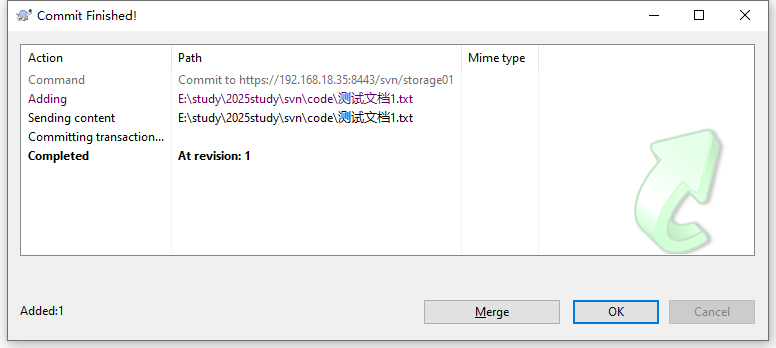 Commit Finished!
Action Path Mime type
Command Commit to https://192.168.18.35:8443/svn/storage01
Adding E:\study\2025study\svn\code\测试文档1.txt
Sending content E:\study\2025study\svn\code\测试文档1.txt
Committing transaction...
Completed At revision: 1
Added:1
Merge OK Cancel